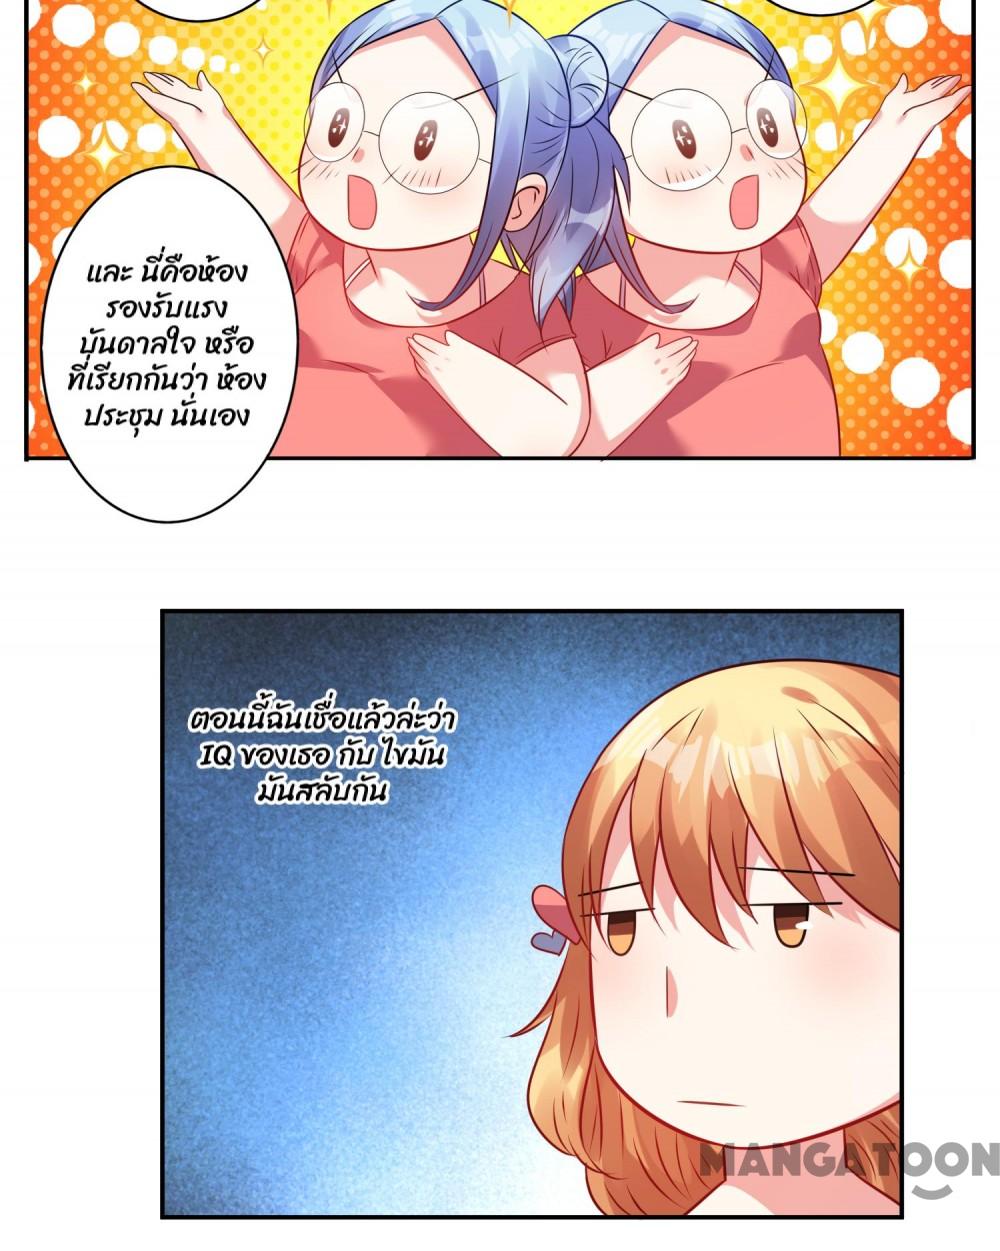 และ นี่คือห้อง
รองรับแรง
บันดาลใจ หรือ
ที่เรียกกันว่า ห้อง
ประชุม นั่นเอง
ตอนนี้ฉันเชื่อแล้วล่ะว่า
IQ ของเธอ กับ ไขมัน
มันสลับกัน
MANGATOON